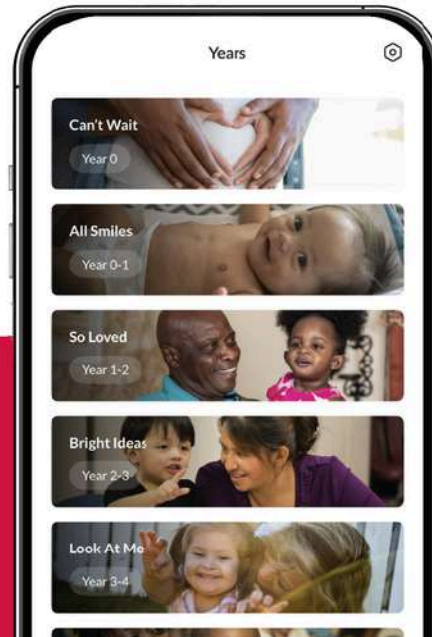 Years
Can't Wait
Year 0
All Smiles
Year 0-1
So Loved
Year 1-2
Bright Ideas
Year 2-3
Look At Me
Year 3-4